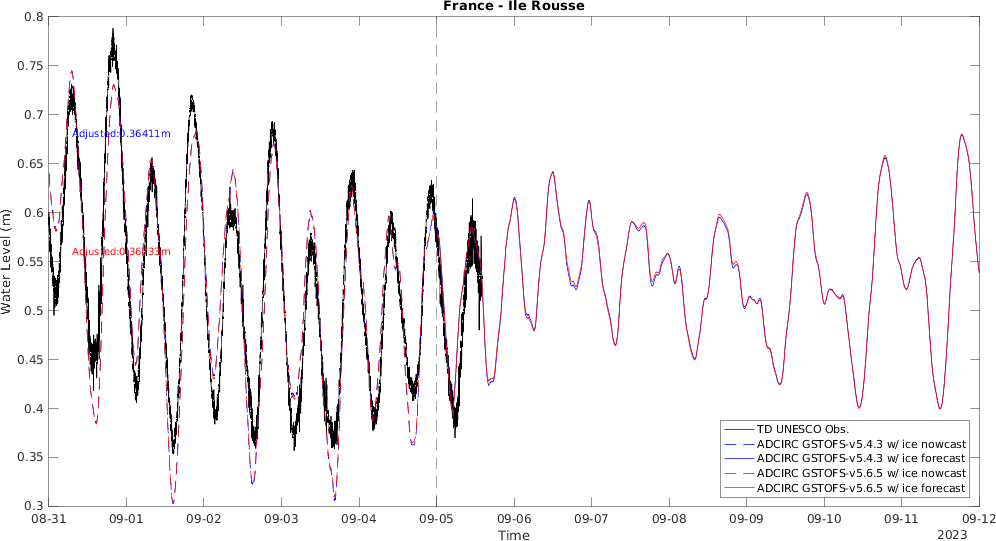 France - Ile Rousse
0.8
0.75
0.7
0.65
0.6
0.55
0.5
0.45
0.4
0.35
0.3
Water Level (m)
Adjusted:0.36411m
TD UNESCO Obs.
ADCIRC GSTOFS-v5.4.3 w/ ice nowcast
ADCIRC GSTOFS-v5.4.3 w/ ice forecast
ADCIRC GSTOFS-v5.6.5 w/ ice nowcast
ADCIRC GSTOFS-v5.6.5 w/ ice forecast
08-31 09-01 09-02 09-03 09-04 09-05 09-06 09-07 09-08 09-09 09-10 09-11 09-12
Time
2023